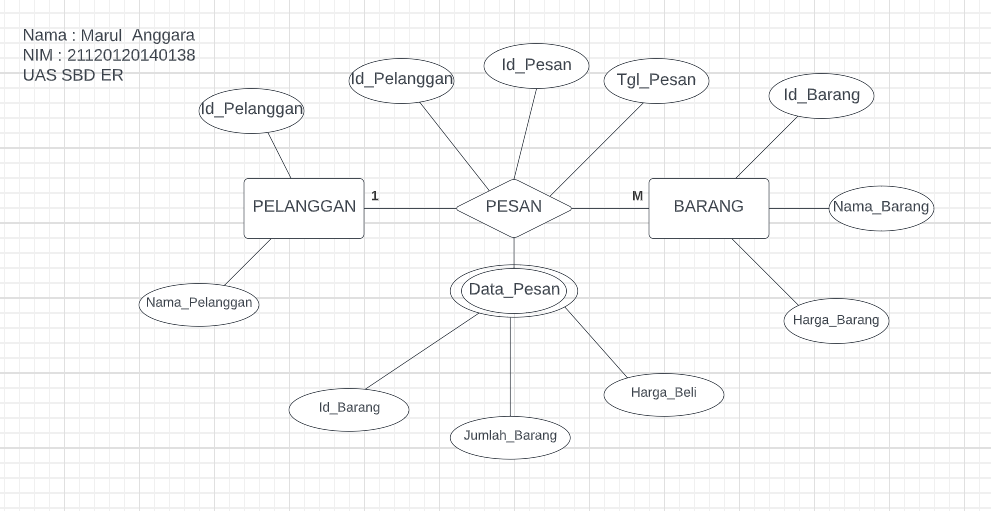 Nama : Marul Anggara
NIM : 21120120140138
UAS SBD ER
Id_Pelanggan
Id_Pelanggan
Id_Pesan
Tgl_Pesan
Id_Barang
PELANGGAN
1
PESAN
M
BARANG
Nama_Barang
Nama_Pelanggan
Data_Pesan
Harga_Barang
Id_Barang
Jumlah_Barang
Harga_Beli